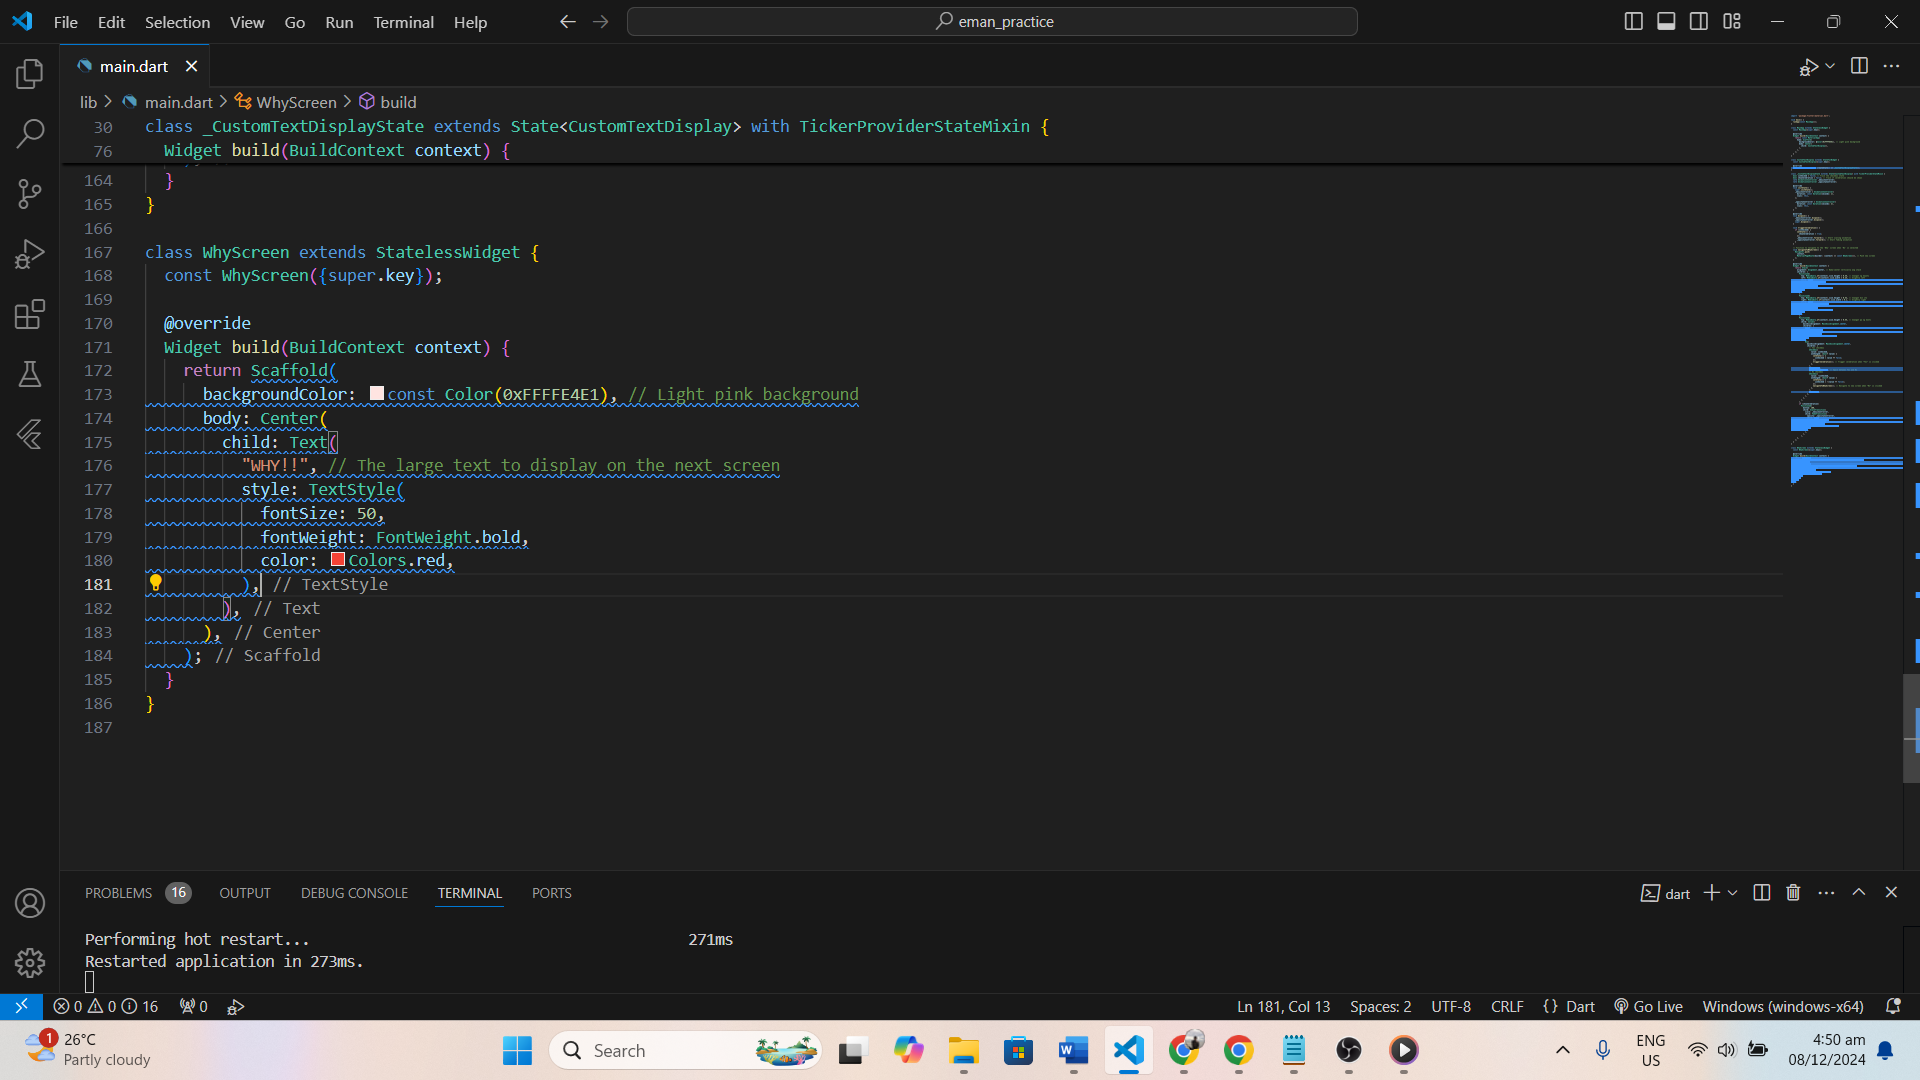 File Edit Selection View Go Run Terminal Help
eman_practice
main.dart
lib > main.dart > WhyScreen > build
30 class _CustomTextDisplayState extends State<CustomTextDisplay> with TickerProviderStateMixin {
76 Widget build(BuildContext context) {
164 }
165 }
166
167 class WhyScreen extends StatelessWidget {
168 const WhyScreen({super.key});
169
170 @override
171 Widget build(BuildContext context) {
172 return Scaffold(
173 backgroundColor: const Color(0xFFFFE4E1), // Light pink background
174 body: Center(
175 child: Text(
176 "WHY!!", // The large text to display on the next screen
177 style: TextStyle(
178 fontSize: 50,
179 fontWeight: FontWeight.bold,
180 color: Colors.red,
181 ), // TextStyle
182 ), // Text
183 ), // Center
184 ); // Scaffold
185 }
186 }
187
PROBLEMS 16 OUTPUT DEBUG CONSOLE TERMINAL PORTS
dart
Performing hot restart... 271ms
Restarted application in 273ms.
0 0 16 0
Ln 181, Col 13 Spaces: 2 UTF-8 CRLF {} Dart Go Live Windows (windows-x64)
1
26°C
Partly cloudy
Search
ENG
US
4:50 am
08/12/2024